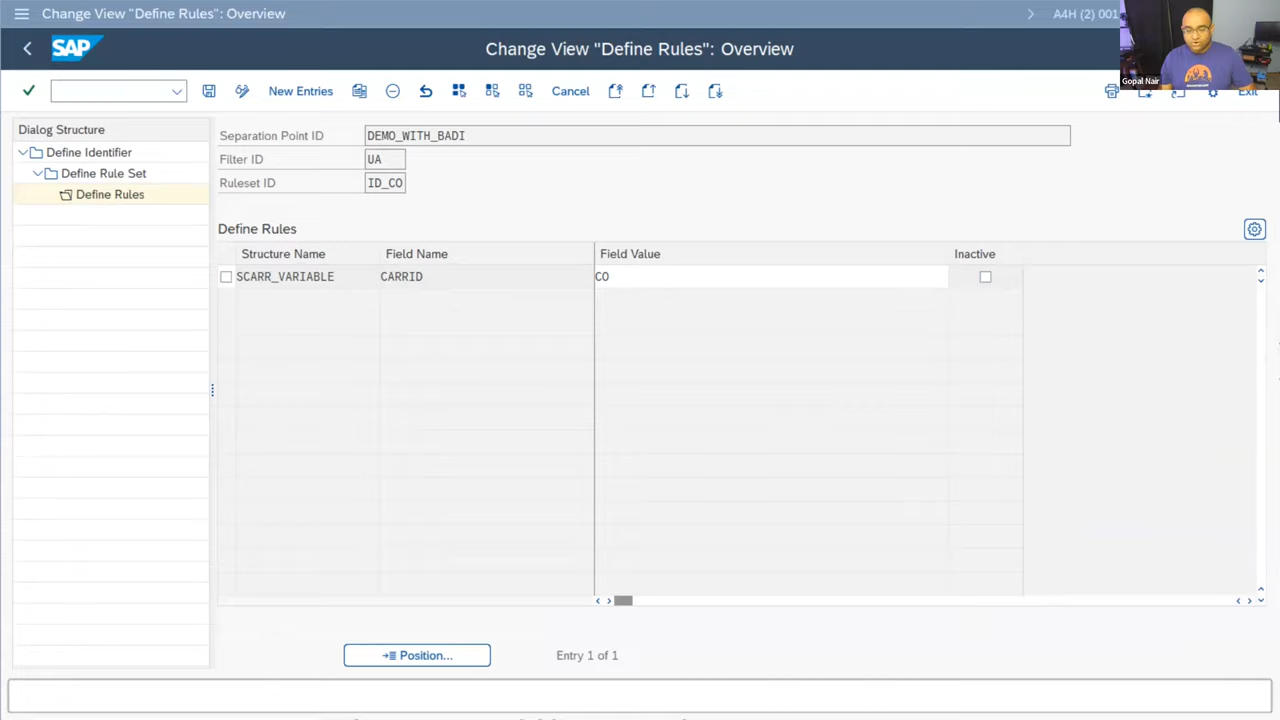 Change View "Define Rules": Overview
A4H (2) 001
SAP
Change View "Define Rules": Overview
Gopal Nair
New Entries
Cancel
Exit
Dialog Structure
Define Identifier
Define Rule Set
Define Rules
Separation Point ID DEMO_WITH_BADI
Filter ID UA
Ruleset ID ID_CO
Define Rules
Structure Name Field Name Field Value Inactive
SCARR_VARIABLE CARRID CO
Position... Entry 1 of 1